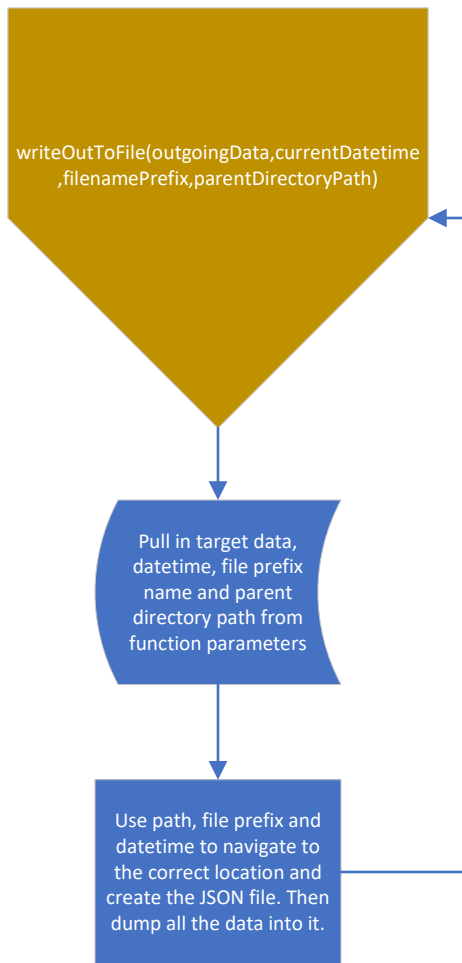 writeOutToFile(outgoingData,currentDatetime
,filenamePrefix,parentDirectoryPath)
Pull in target data,
datetime, file prefix
name and parent
directory path from
function parameters
Use path, file prefix and
datetime to navigate to
the correct location and
create the JSON file. Then
dump all the data into it.